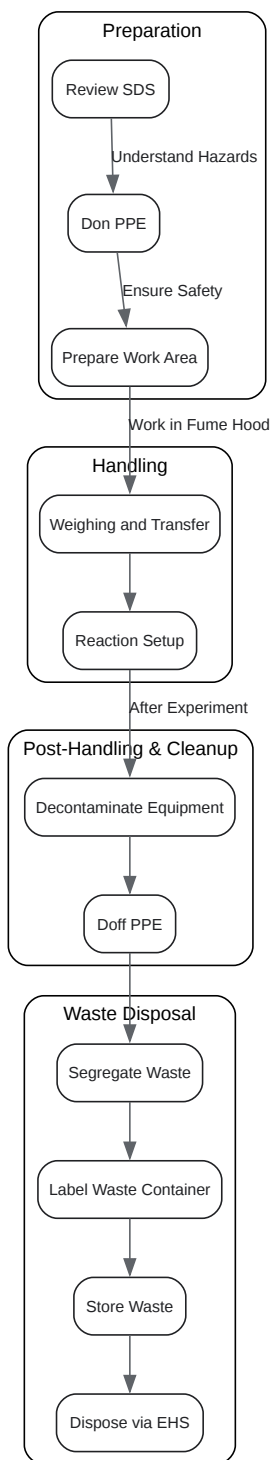 Preparation
Review SDS
Understand Hazards
Don PPE
Ensure Safety
Prepare Work Area
Work in Fume Hood
Handling
Weighing and Transfer
Reaction Setup
After Experiment
Post-Handling & Cleanup
Decontaminate Equipment
Doff PPE
Waste Disposal
Segregate Waste
Label Waste Container
Store Waste
Dispose via EHS